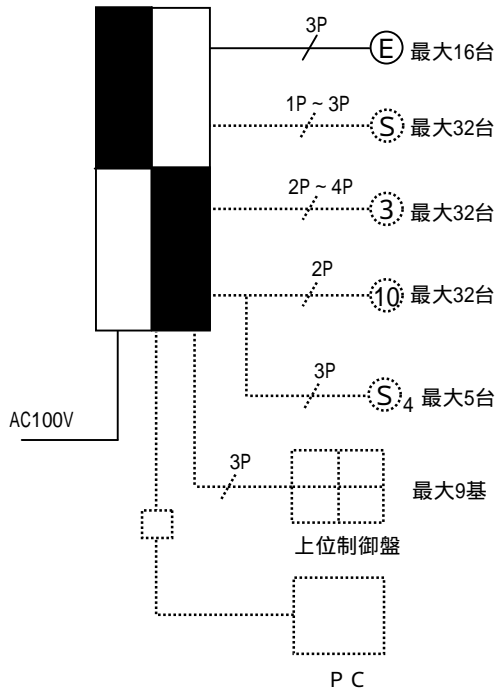 3P
E 最大16台
1P ~ 3P
S 最大32台
2P ~ 4P
3 最大32台
2P
10 最大32台
3P
S4 最大5台
AC100V
3P
最大9基
上位制御盤
PC